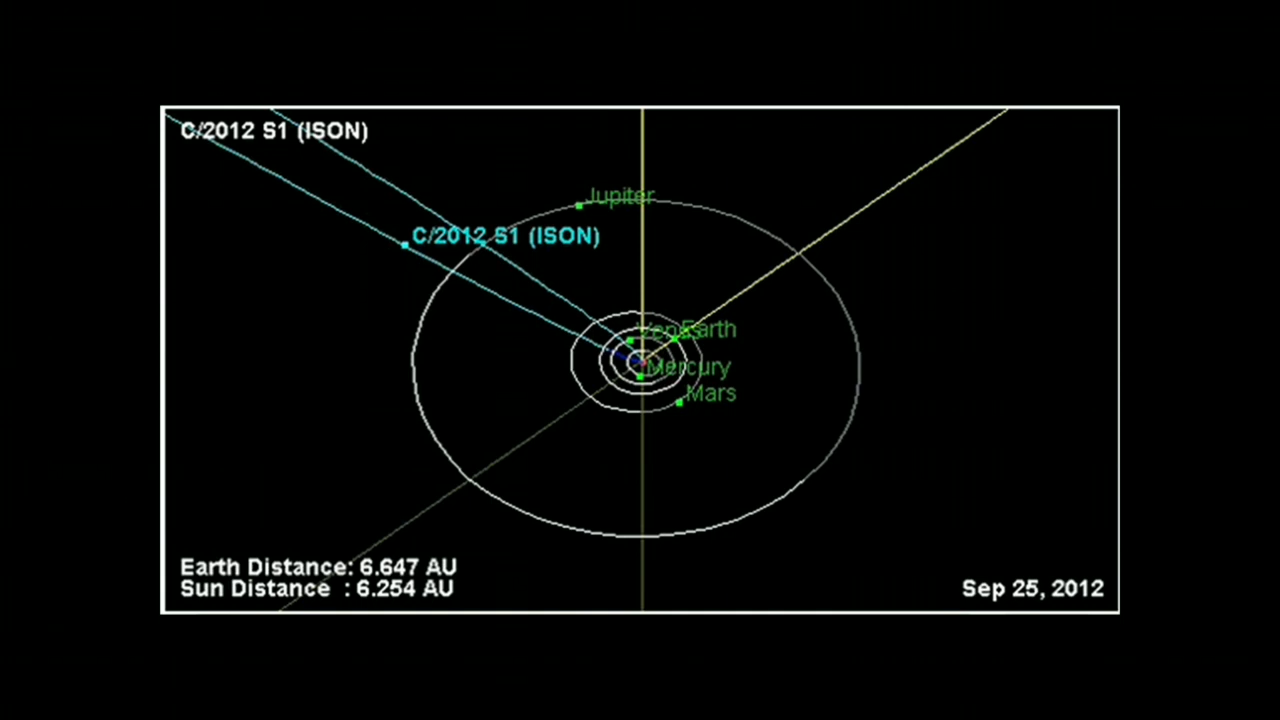 C/2012 S1 (ISON)
Jupiter
C/2012 S1 (ISON)
Venus
Earth
Mercury
Mars
Earth Distance: 6.647 AU
Sun Distance : 6.254 AU
Sep 25, 2012